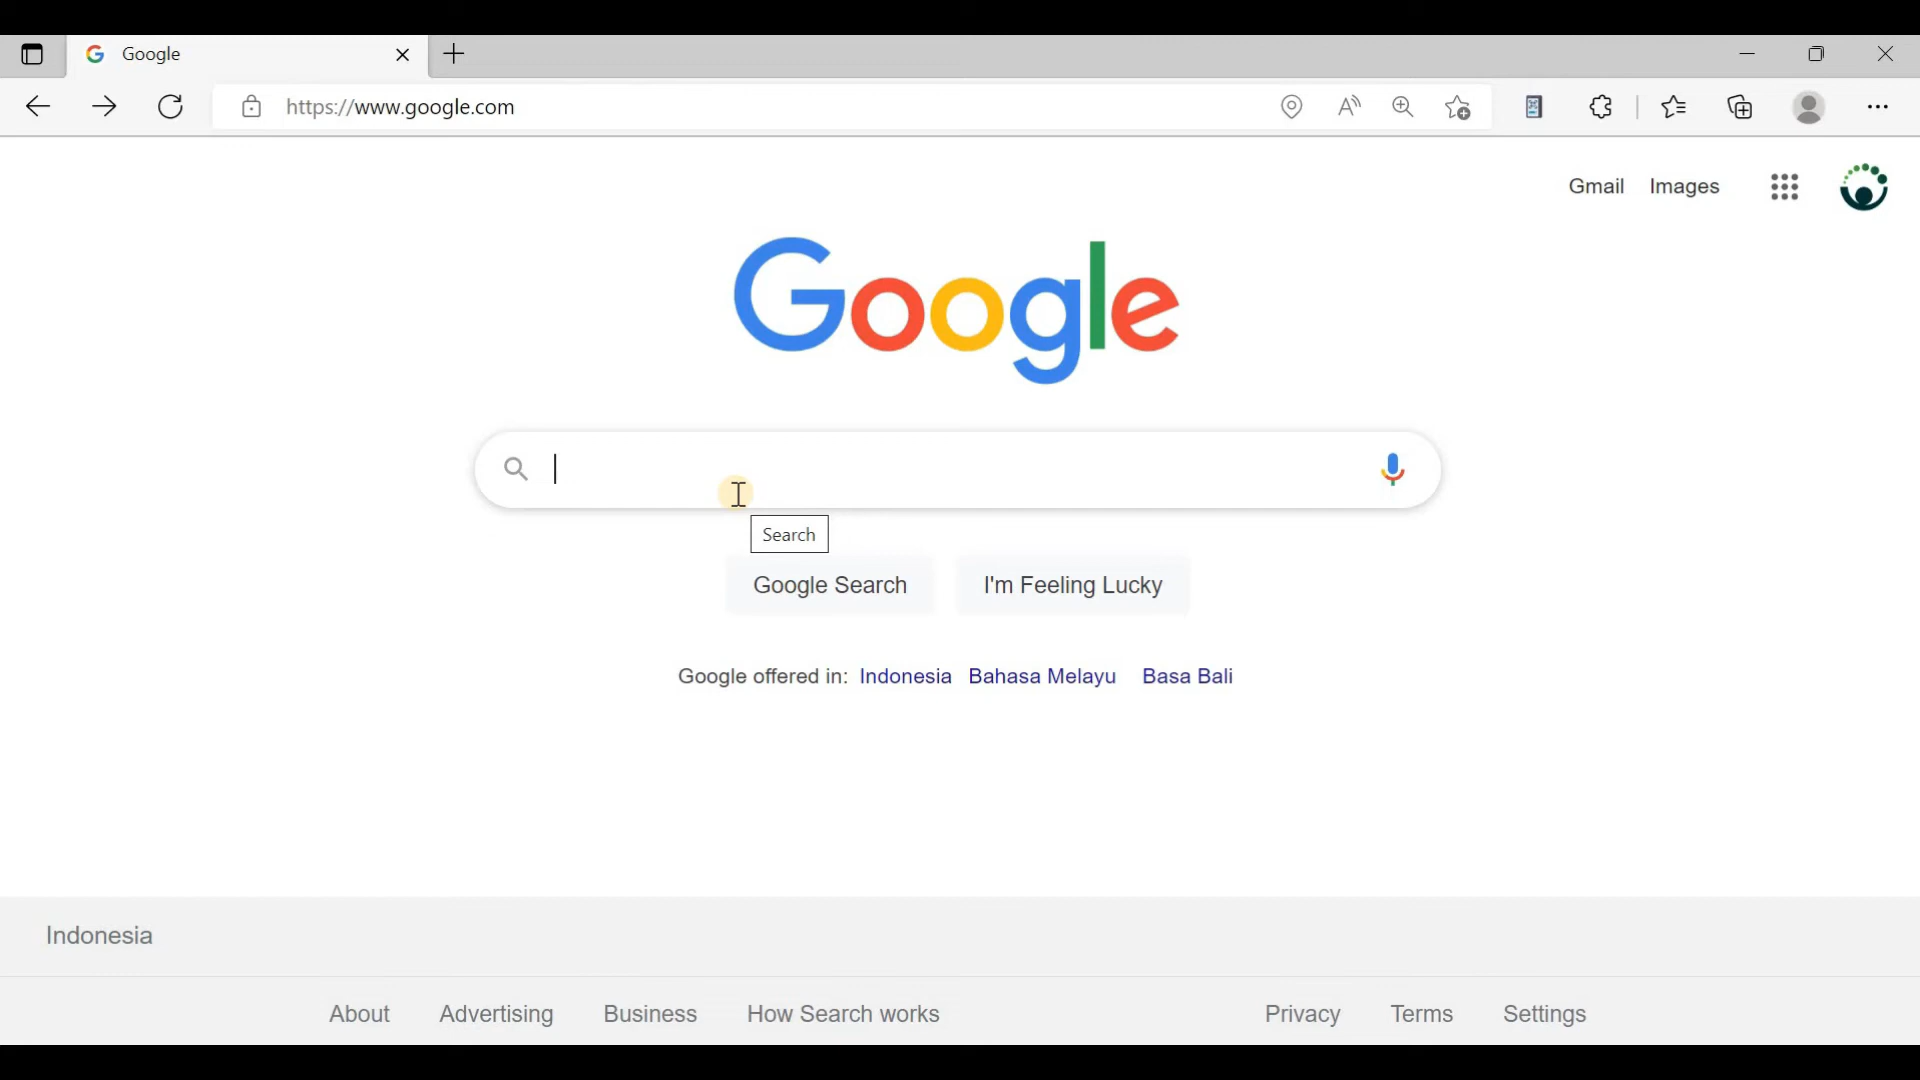 Google
https://www.google.com
Gmail Images
Google
Search
Google Search I'm Feeling Lucky
Google offered in: Indonesia Bahasa Melayu Basa Bali
Indonesia
About Advertising Business How Search works Privacy Terms Settings